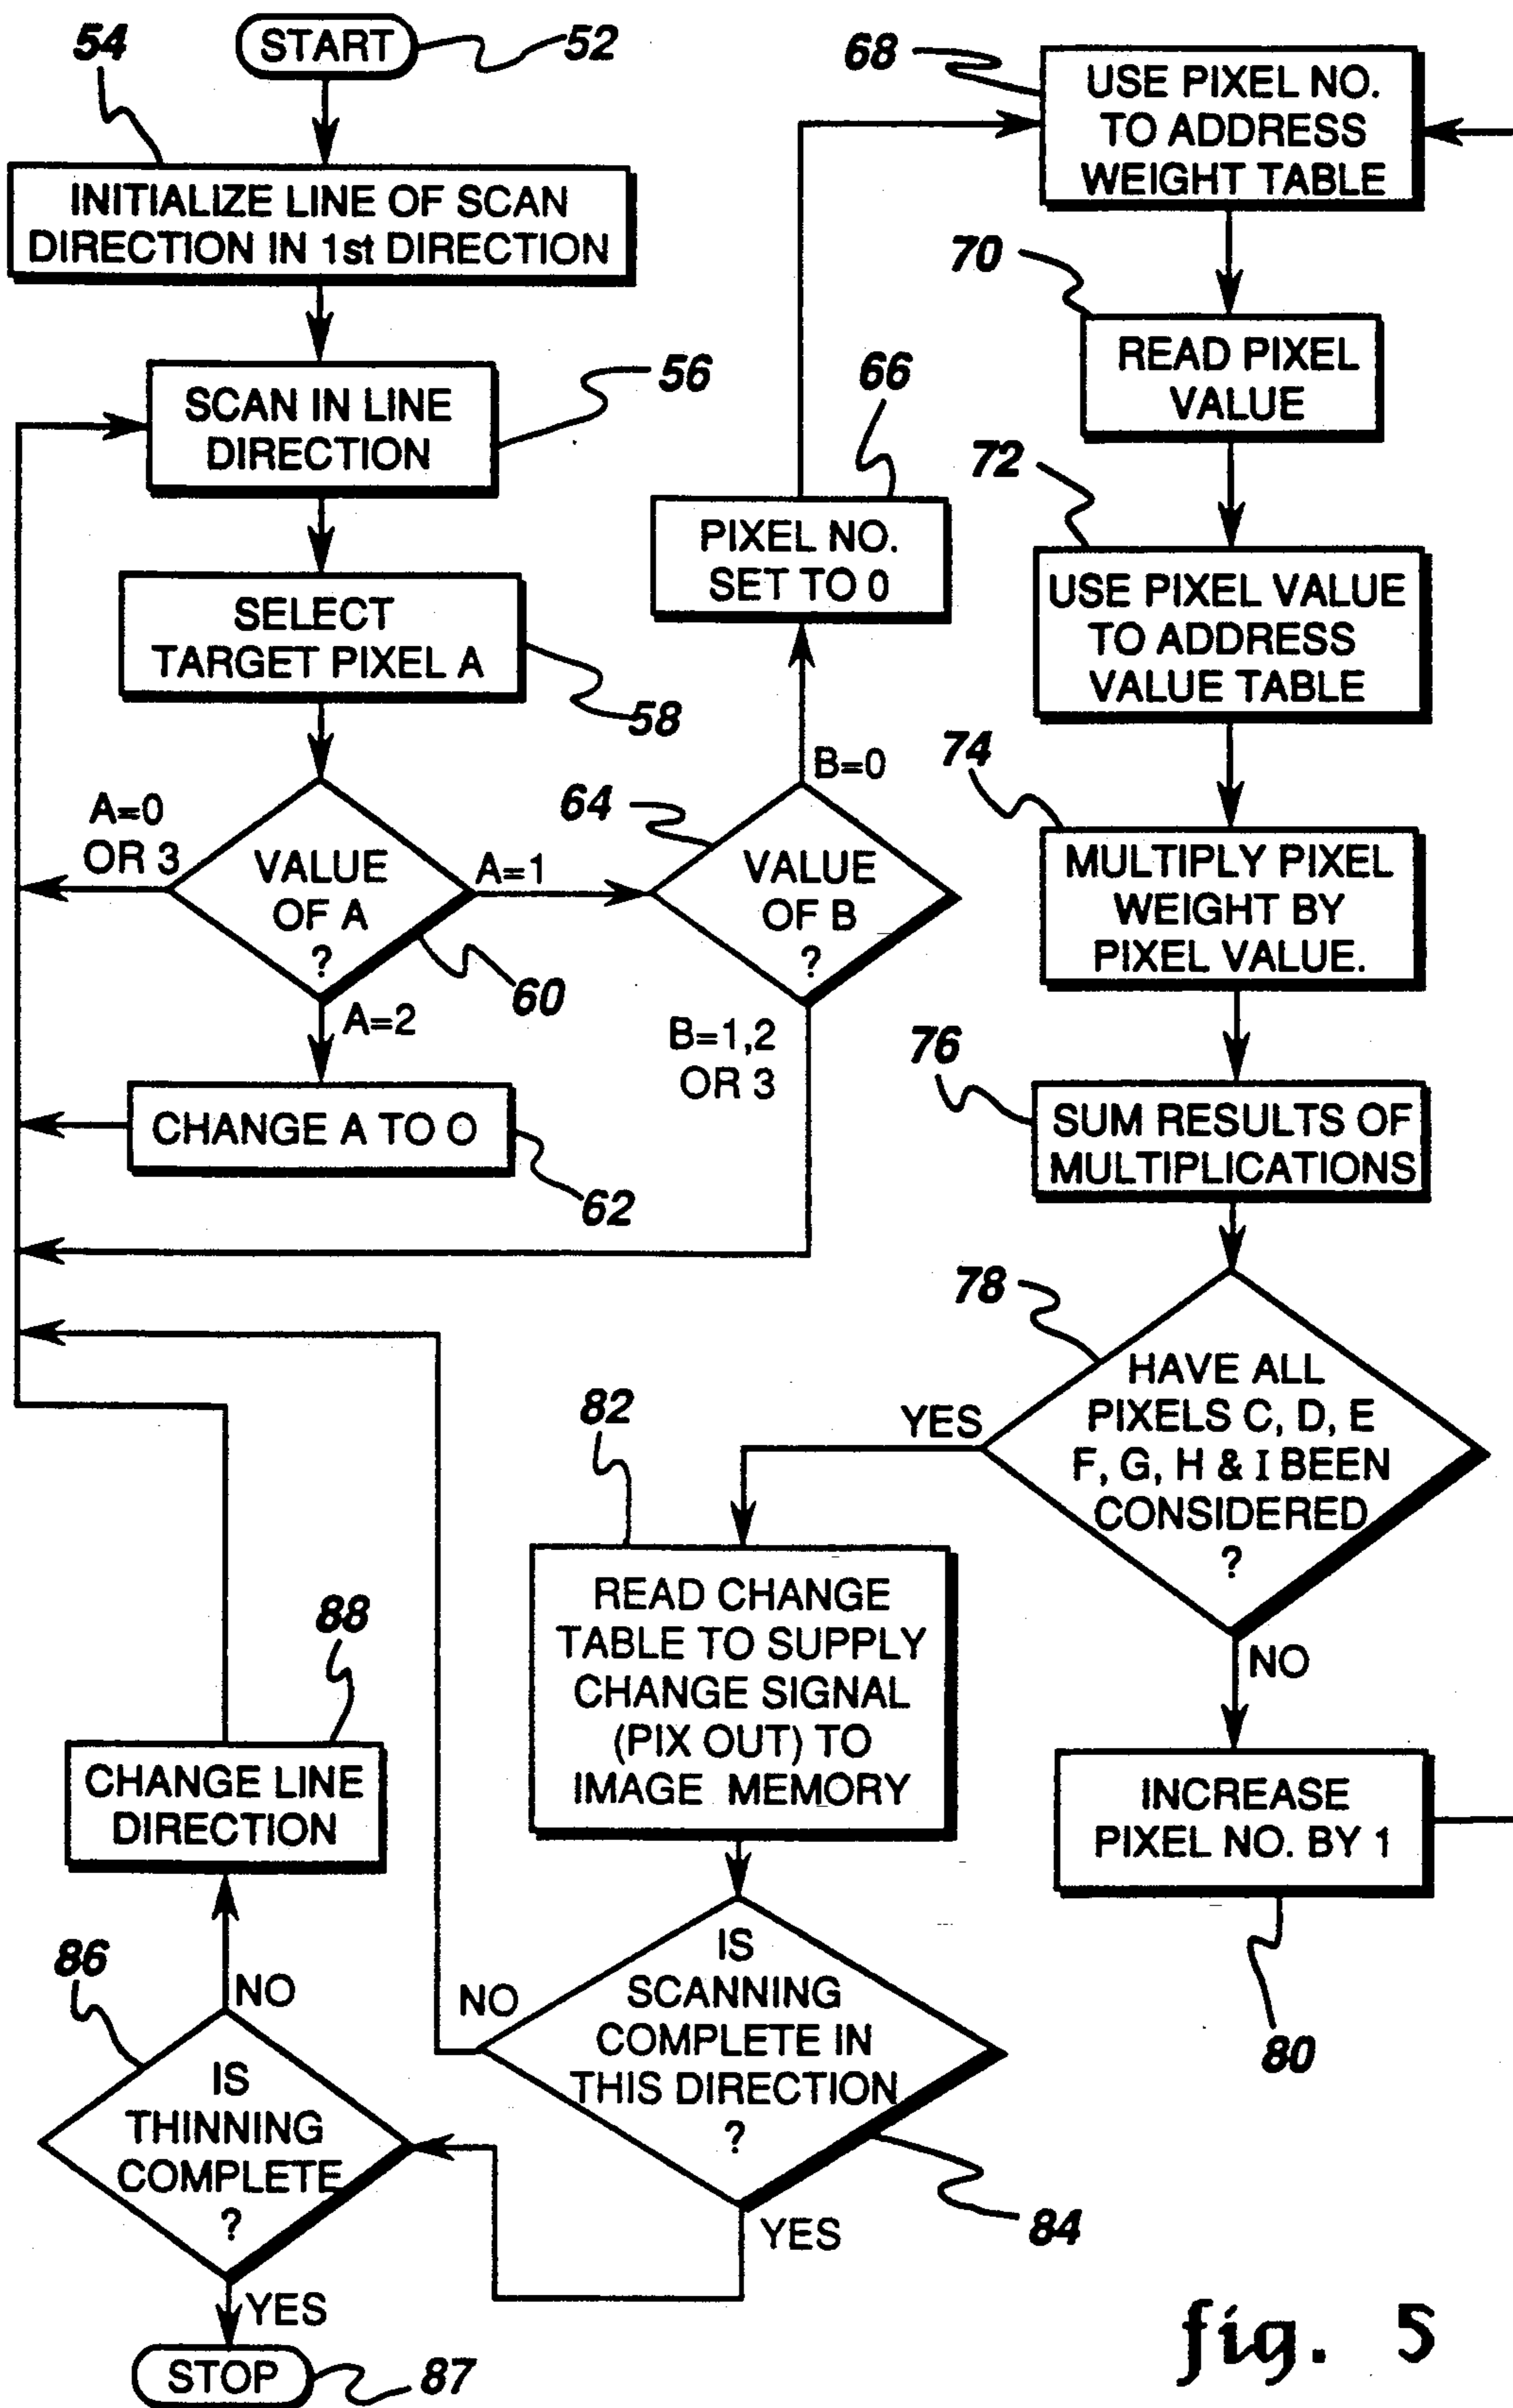 54
START
52
INITIALIZE LINE OF SCAN
DIRECTION IN 1st DIRECTION
SCAN IN LINE
DIRECTION
56
SELECT
TARGET PIXEL A
58
A=0
OR 3
VALUE
OF A
?
60
A=1
A=2
CHANGE A TO O
62
64
VALUE
OF B
?
B=0
B=1,2
OR 3
66
PIXEL NO.
SET TO 0
68
USE PIXEL NO.
TO ADDRESS
WEIGHT TABLE
70
READ PIXEL
VALUE
72
USE PIXEL VALUE
TO ADDRESS
VALUE TABLE
74
MULTIPLY PIXEL
WEIGHT BY
PIXEL VALUE.
76
SUM RESULTS OF
MULTIPLICATIONS
78
HAVE ALL
PIXELS C, D, E
F, G, H & I BEEN
CONSIDERED
?
YES
NO
INCREASE
PIXEL NO. BY 1
80
82
READ CHANGE
TABLE TO SUPPLY
CHANGE SIGNAL
(PIX OUT) TO
IMAGE MEMORY
IS
SCANNING
COMPLETE IN
THIS DIRECTION
?
84
NO
YES
88
CHANGE LINE
DIRECTION
86
NO
IS
THINNING
COMPLETE
?
YES
STOP
87
fig. 5